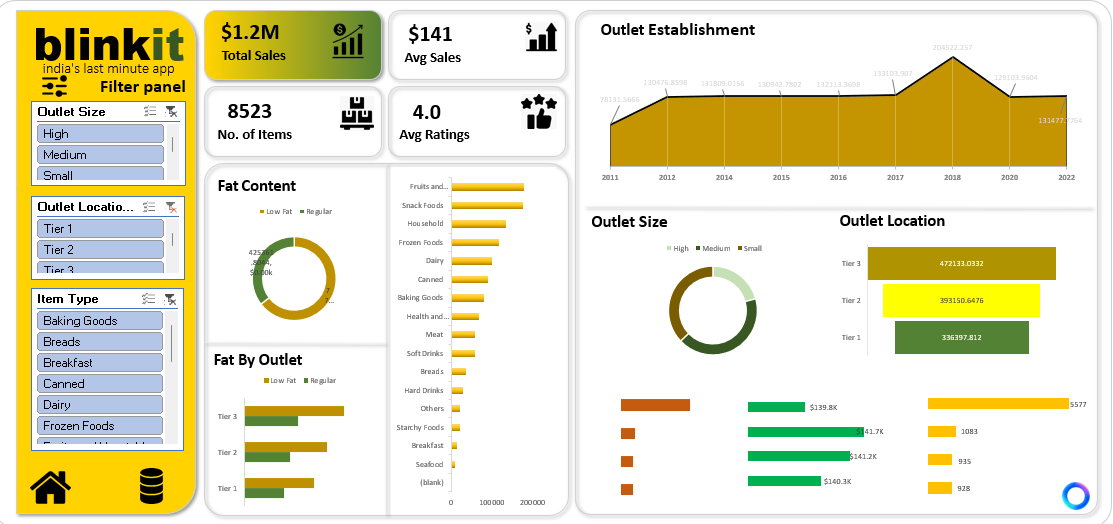 blinkit
india's last minute app
Filter panel
Outlet Size
High
Medium
Small
Outlet Locatio...
Tier 1
Tier 2
Tier 3
Item Type
Baking Goods
Breads
Breakfast
Canned
Dairy
Frozen Foods
$1.2M
Total Sales
$141
Avg Sales
8523
No. of Items
4.0
Avg Ratings
Fat Content
Low Fat
Regular
$0.00k
Fat By Outlet
Low Fat
Regular
Tier 3
Tier 2
Tier 1
Fruits and...
Snack Foods
Household
Frozen Foods
Dairy
Canned
Baking Goods
Health and...
Meat
Soft Drinks
Breads
Hard Drinks
Others
Starchy Foods
Breakfast
Seafood
(blank)
0
100000
200000
Outlet Establishment
78131.5666
130476.8598
131809.0156
130942.7802
132113.3698
133103.907
204522.257
129103.9604
2011
2012
2014
2015
2016
2017
2018
2020
2022
Outlet Size
High
Medium
Small
Outlet Location
Tier 3
472133.0332
Tier 2
393150.6476
Tier 1
336397.812
$139.8K
$141.7K
$141.2K
$140.3K
5577
1083
935
928